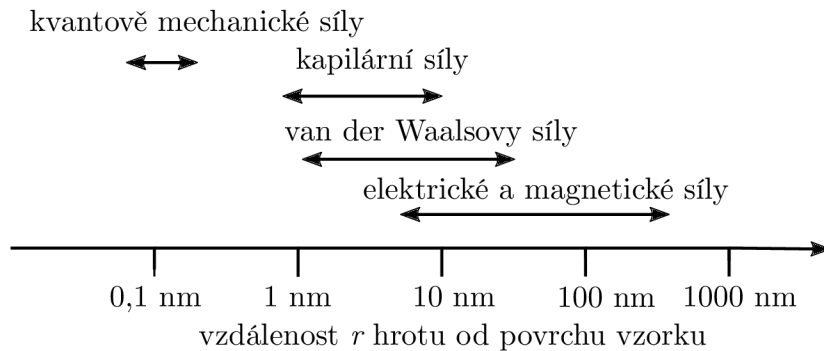 kvantově mechanické síly
kapilární síly
van der Waalsovy síly
elektrické a magnetické síly
0,1 nm 1 nm 10 nm 100 nm 1000 nm
vzdálenost r hrotu od povrchu vzorku